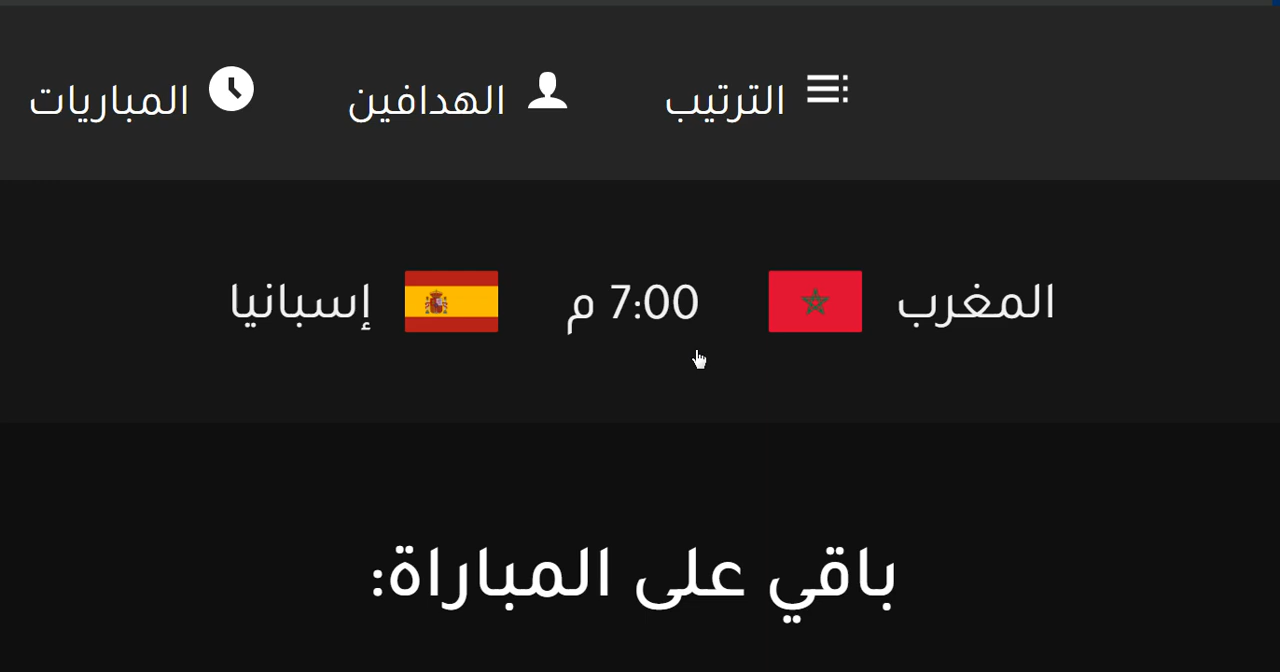 الترتيب الهدافين المباريات
المغرب 7:00 م إسبانيا
باقي على المباراة: